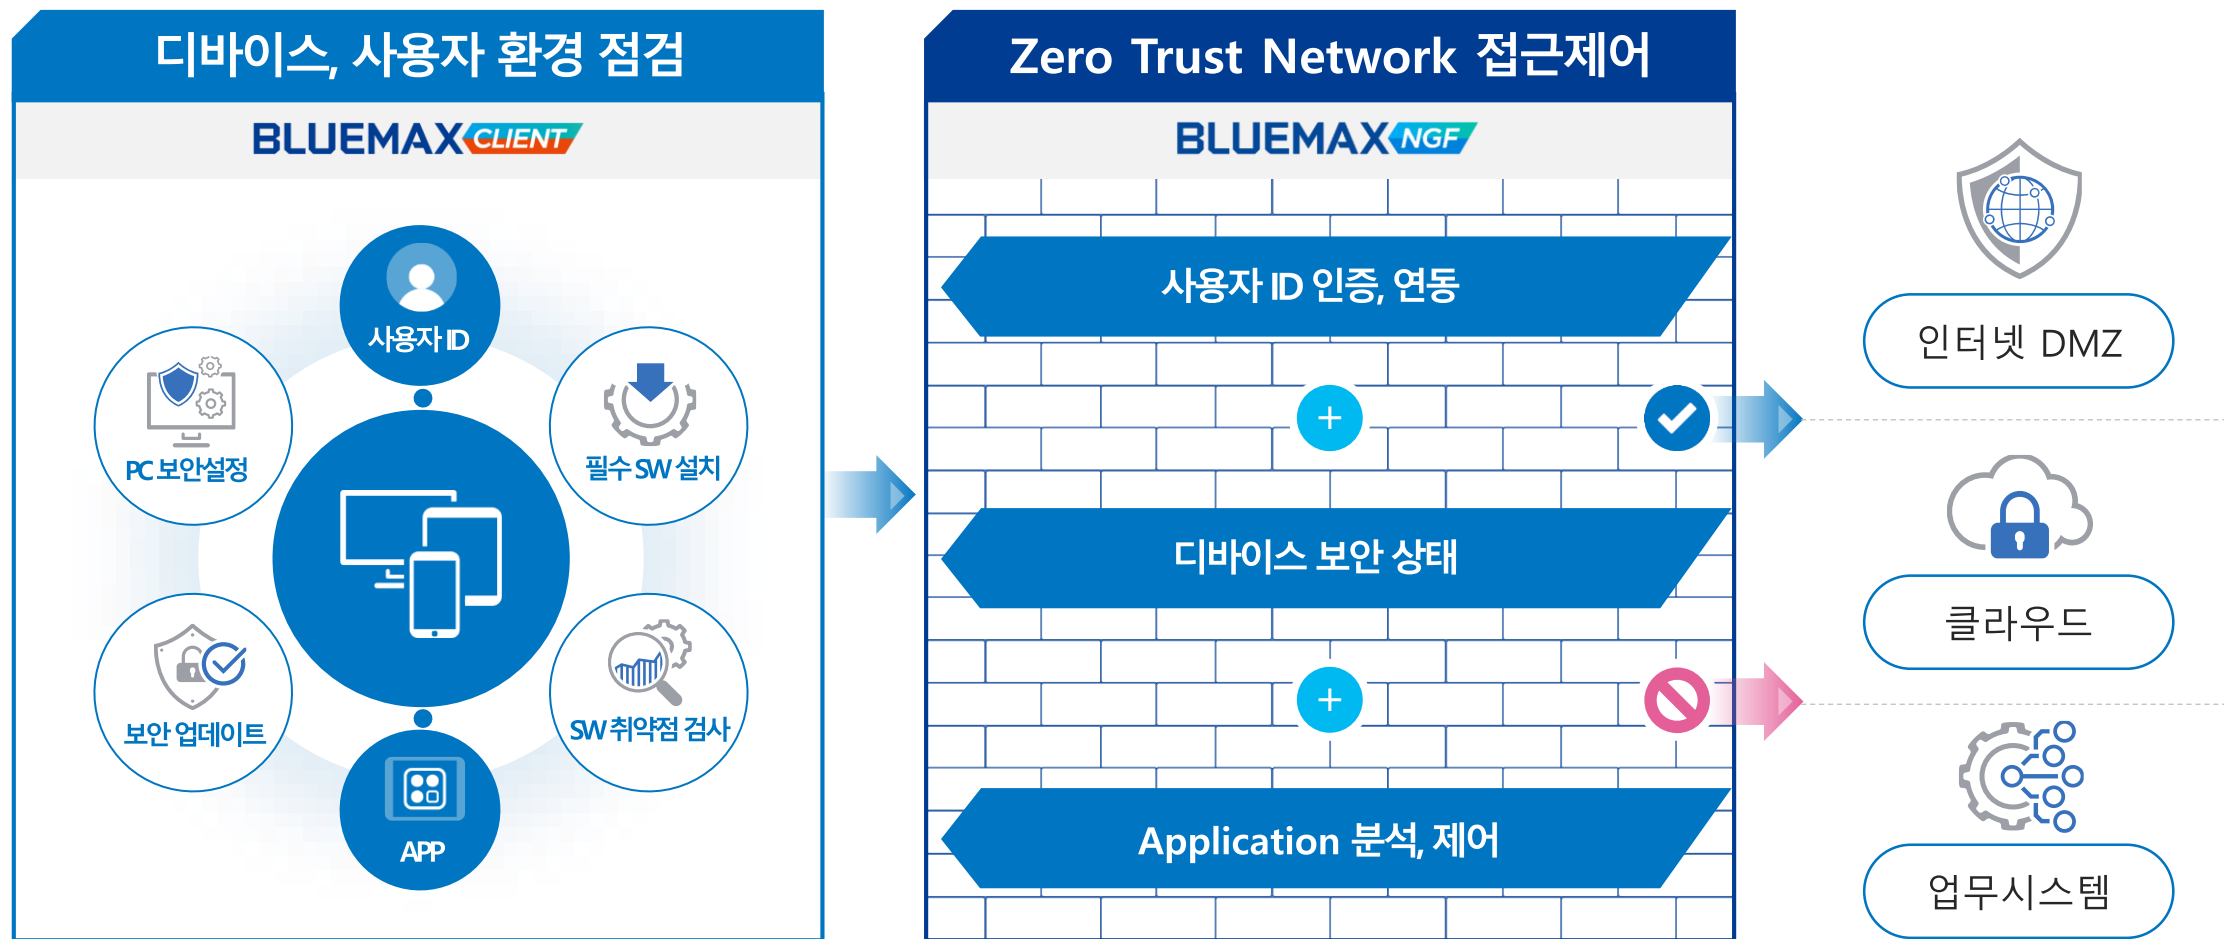 디바이스, 사용자 환경 점검
BLUEMAX CLIENT
사용자 ID
PC 보안설정
필수 SW 설치
보안 업데이트
SW 취약점 검사
APP
Zero Trust Network 접근제어
BLUEMAX NGF
사용자 ID 인증, 연동
+
디바이스 보안 상태
+
Application 분석, 제어
인터넷 DMZ
클라우드
업무시스템